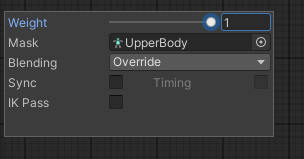 Weight 1
Mask UpperBody
Blending Override
Sync Timing
IK Pass